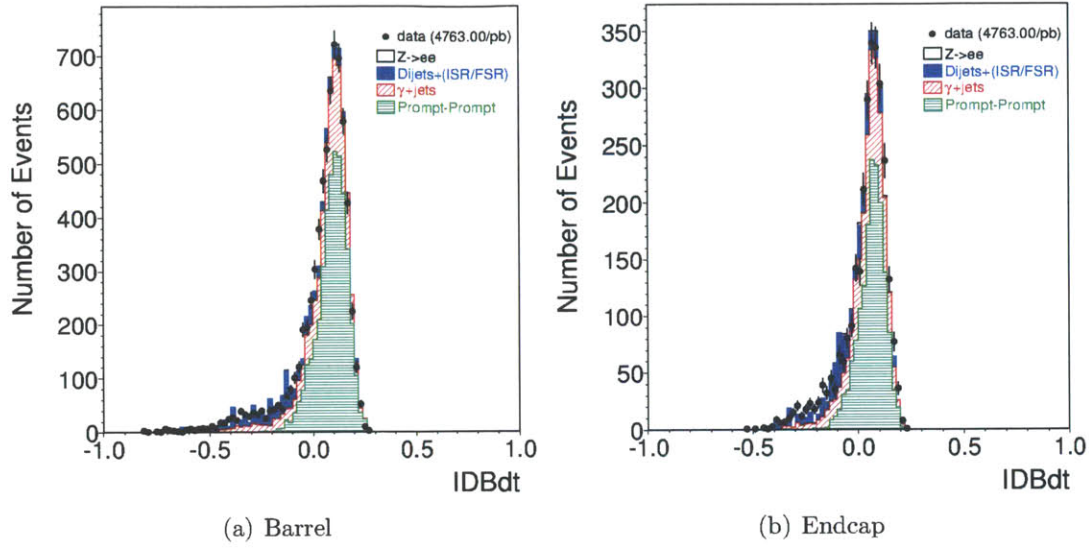 Number of Events
700
600
500
400
300
200
100
0
-1.0
-0.5
0.0
0.5
1.0
IDBdt
data (4763.00/pb)
Z->ee
Dijets+(ISR/FSR)
γ+jets
Prompt-Prompt
(a) Barrel
Number of Events
350
300
250
200
150
100
50
0
-1.0
-0.5
0.0
0.5
1.0
IDBdt
data (4763.00/pb)
Z->ee
Dijets+(ISR/FSR)
γ+jets
Prompt-Prompt
(b) Endcap